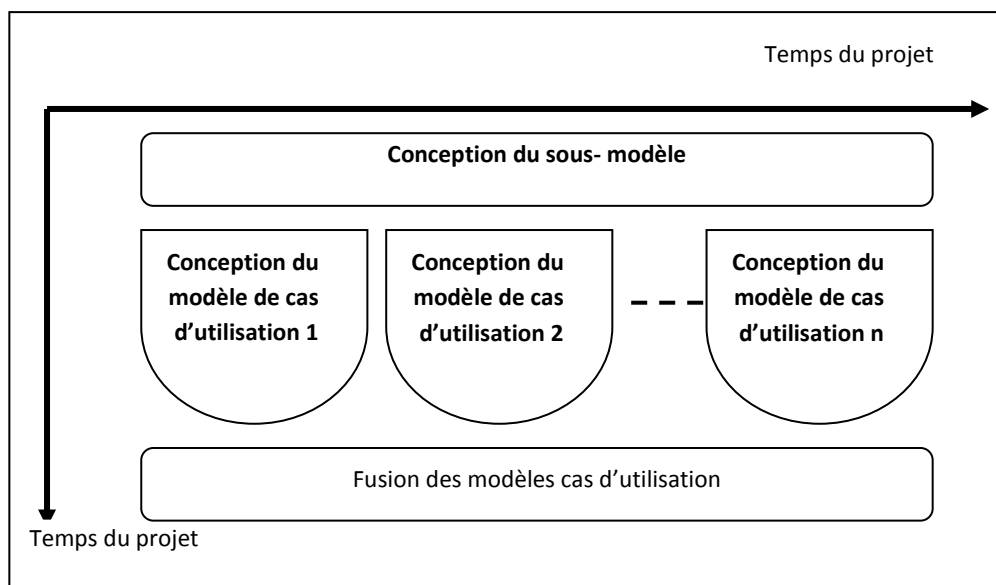 Temps du projet
Conception du sous- modèle
Conception du
modèle de cas
d’utilisation 1
Conception du
modèle de cas
d’utilisation 2
Conception du
modèle de cas
d’utilisation n
Fusion des modèles cas d’utilisation
Temps du projet